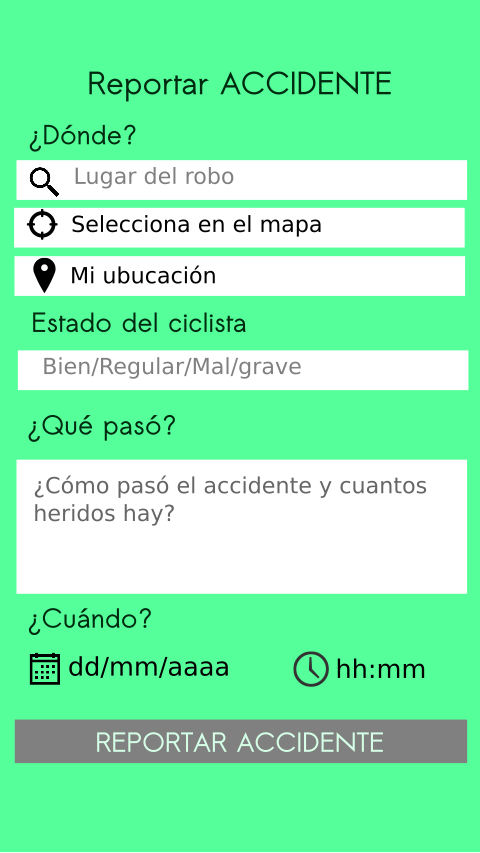 Reportar ACCIDENTE
¿Dónde?
Lugar del robo
Selecciona en el mapa
Mi ubucación
Estado del ciclista
Bien/Regular/Mal/grave
¿Qué pasó?
¿Cómo pasó el accidente y cuantos
heridos hay?
¿Cuándo?
dd/mm/aaaa hh:mm
REPORTAR ACCIDENTE